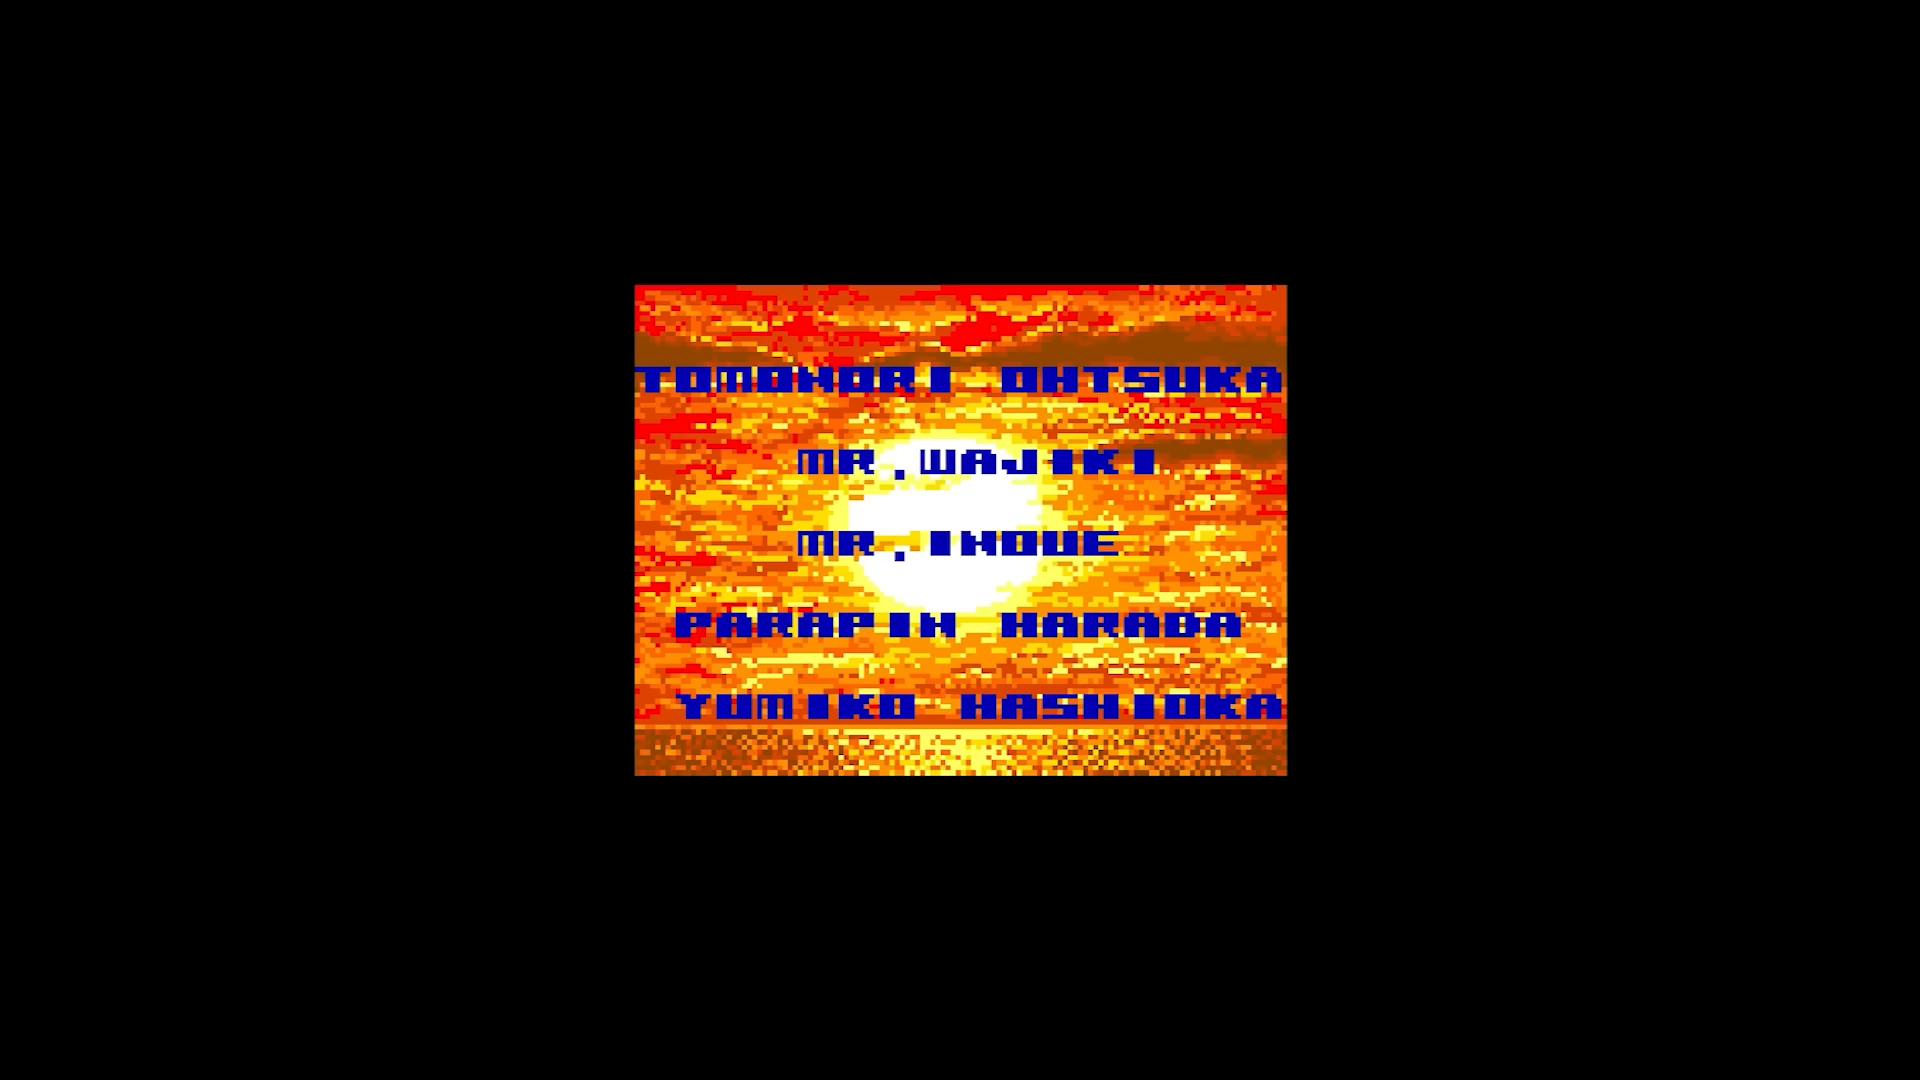 TOMONORI OHTSUKA
MR.WAJIKI
MR.INOUE
PARAPIN HARADA
YUMIKO HASHIOKA